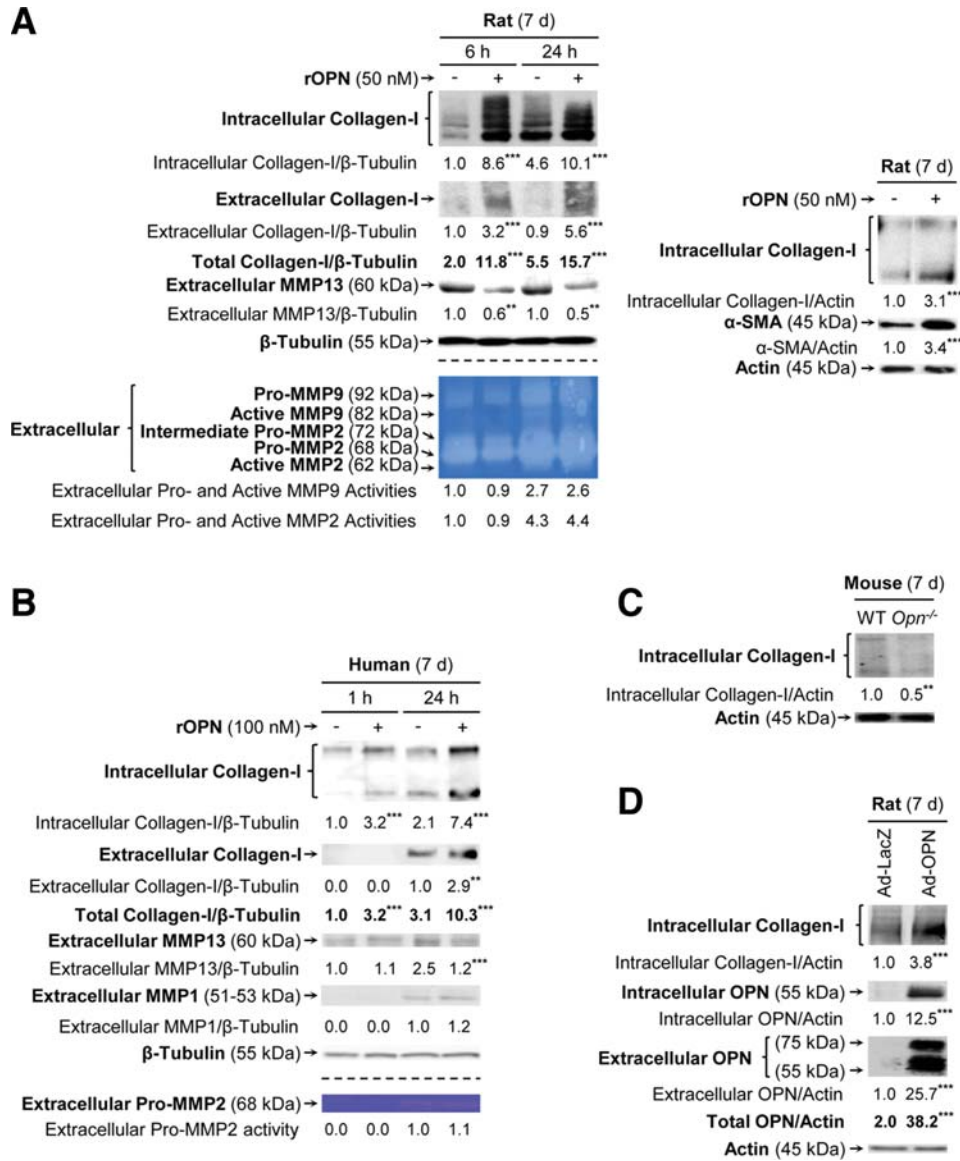 A
Rat (7 d)
6 h 24 h
rOPN (50 nM)→ - + - +
Intracellular Collagen-I
Intracellular Collagen-I/β-Tubulin 1.0 8.6*** 4.6 10.1***
Extracellular Collagen-I→
Extracellular Collagen-I/β-Tubulin 1.0 3.2*** 0.9 5.6***
Total Collagen-I/β-Tubulin 2.0 11.8*** 5.5 15.7***
Extracellular MMP13 (60 kDa)→
Extracellular MMP13/β-Tubulin 1.0 0.6** 1.0 0.5**
β-Tubulin (55 kDa)→
Extracellular
Pro-MMP9 (92 kDa)→
Active MMP9 (82 kDa)→
Intermediate Pro-MMP2 (72 kDa)
Pro-MMP2 (68 kDa)
Active MMP2 (62 kDa)→
Extracellular Pro- and Active MMP9 Activities 1.0 0.9 2.7 2.6
Extracellular Pro- and Active MMP2 Activities 1.0 0.9 4.3 4.4
Rat (7 d)
rOPN (50 nM)→ - +
Intracellular Collagen-I
Intracellular Collagen-I/Actin 1.0 3.1***
α-SMA (45 kDa)→
α-SMA/Actin 1.0 3.4***
Actin (45 kDa)→
B
Human (7 d)
1 h 24 h
rOPN (100 nM)→ - + - +
Intracellular Collagen-I
Intracellular Collagen-I/β-Tubulin 1.0 3.2*** 2.1 7.4***
Extracellular Collagen-I→
Extracellular Collagen-I/β-Tubulin 0.0 0.0 1.0 2.9**
Total Collagen-I/β-Tubulin 1.0 3.2*** 3.1 10.3***
Extracellular MMP13 (60 kDa)→
Extracellular MMP13/β-Tubulin 1.0 1.1 2.5 1.2***
Extracellular MMP1 (51-53 kDa)→
Extracellular MMP1/β-Tubulin 0.0 0.0 1.0 1.2
β-Tubulin (55 kDa)→
Extracellular Pro-MMP2 (68 kDa)→
Extracellular Pro-MMP2 activity 0.0 0.0 1.0 1.1
C
Mouse (7 d)
WT Opn-/-
Intracellular Collagen-I
Intracellular Collagen-I/Actin 1.0 0.5**
Actin (45 kDa)→
D
Rat (7 d)
Ad-LacZ Ad-OPN
Intracellular Collagen-I
Intracellular Collagen-I/Actin 1.0 3.8***
Intracellular OPN (55 kDa)→
Intracellular OPN/Actin 1.0 12.5***
Extracellular OPN
(75 kDa)→
(55 kDa)→
Extracellular OPN/Actin 1.0 25.7***
Total OPN/Actin 2.0 38.2***
Actin (45 kDa)→